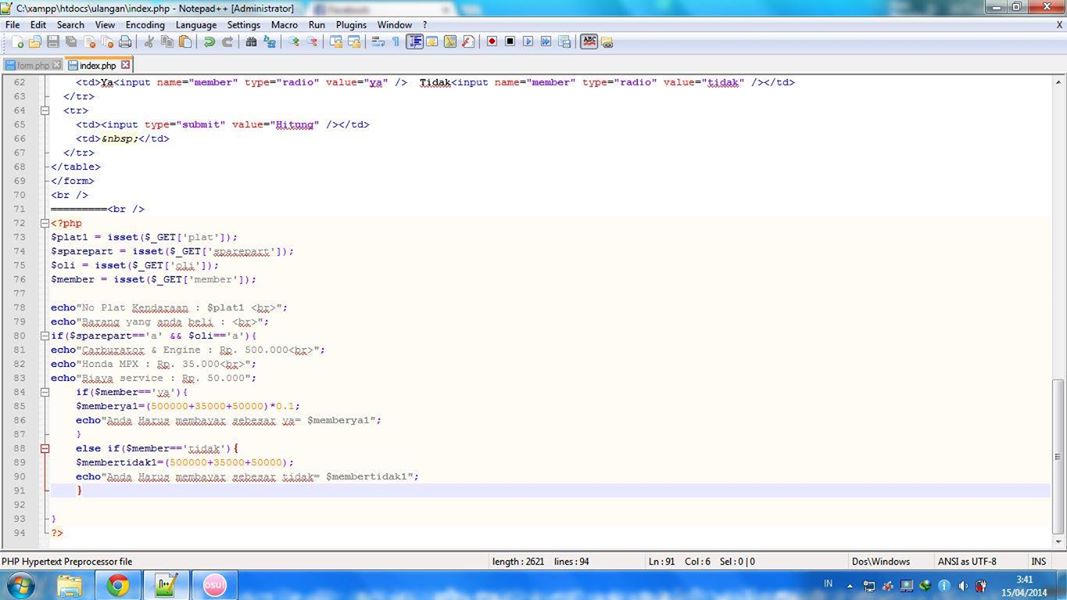 C:\xampp\htdocs\ulangan\index.php - Notepad++ [Administrator]
File Edit Search View Encoding Language Settings Macro Run Plugins Window ? X
form.php index.php
62 <td>Ya<input name="member" type="radio" value="ya" /> Tidak<input name="member" type="radio" value="tidak" /></td>
63 </tr>
64 <tr>
65 <td><input type="submit" value="Hitung" /></td>
66 <td>&nbsp;</td>
67 </tr>
68 </table>
69 </form>
70 <br />
71 =========<br />
72 <?php
73 $plat1 = isset($_GET['plat']);
74 $sparepart = isset($_GET['sparepart']);
75 $oli = isset($_GET['oli']);
76 $member = isset($_GET['member']);
77
78 echo"No Plat Kendaraan : $plat1 <br>";
79 echo"Barang yang anda beli : <br>";
80 if($sparepart=='a' && $oli=='a'){
81 echo"Carburator & Engine : Rp. 500.000<br>";
82 echo"Honda MPX : Rp. 35.000<br>";
83 echo"Biaya service : Rp. 50.000";
84 if($member=='ya'){
85 $memberya1=(500000+35000+50000)*0.1;
86 echo"Anda Harus membayar sebesar ya= $memberya1";
87 }
88 else if($member=='tidak'){
89 $membertidak1=(500000+35000+50000);
90 echo"Anda Harus membayar sebesar tidak= $membertidak1";
91 }
92
93 }
94 ?>
PHP Hypertext Preprocessor file length : 2621 lines : 94 Ln : 91 Col : 6 Sel : 0 | 0 Dos\Windows ANSI as UTF-8 INS
osu! IN 3:41
15/04/2014